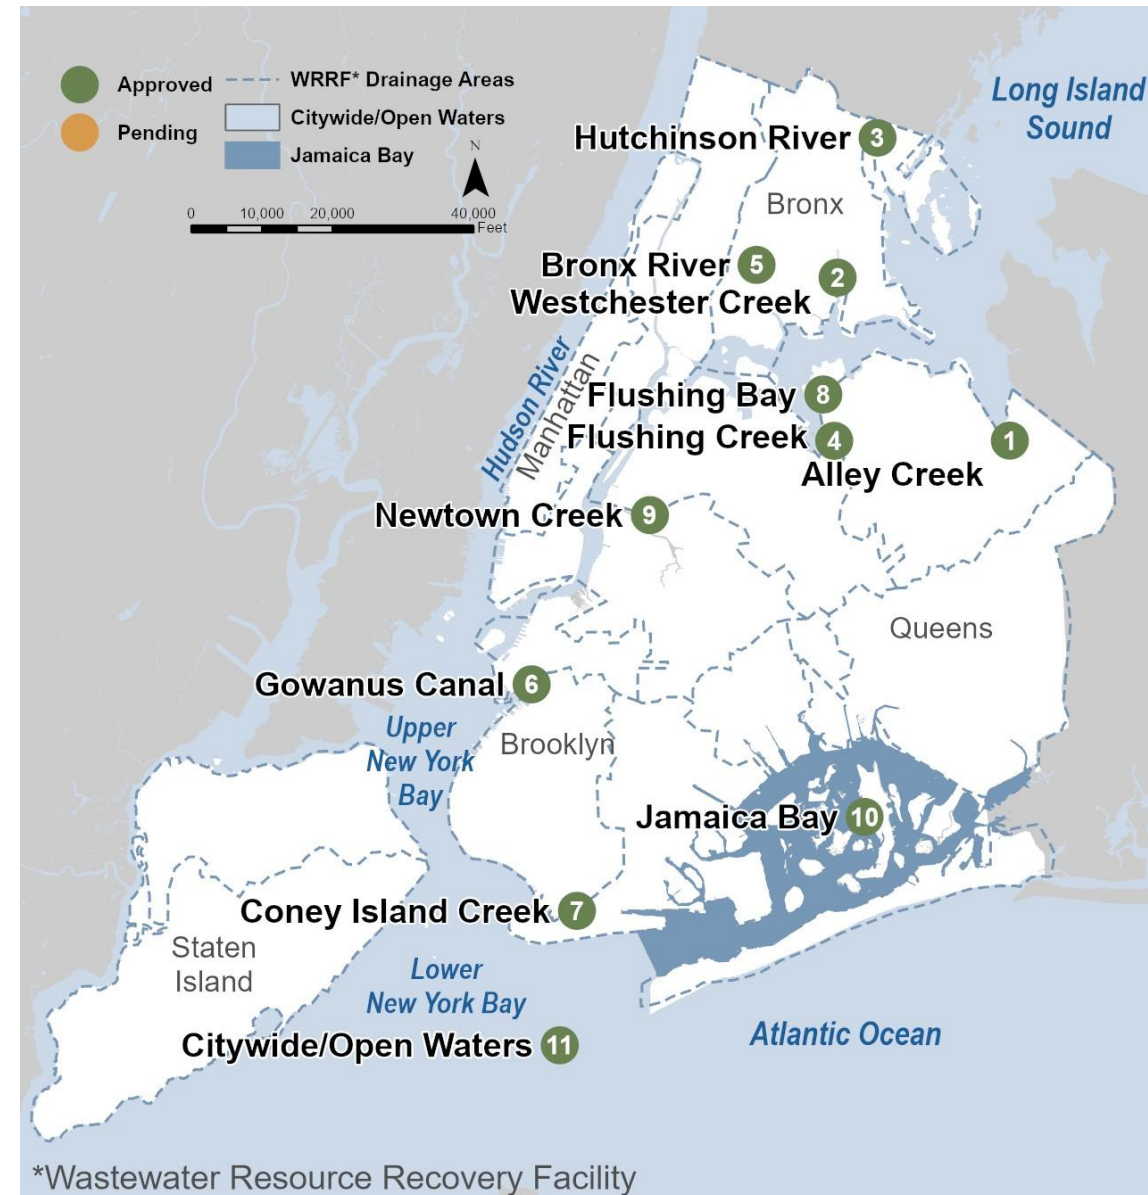 Approved
Pending
WRRF* Drainage Areas
Citywide/Open Waters
Jamaica Bay
N
0 10,000 20,000 40,000
Feet
Long Island
Sound
Hutchinson River 3
Bronx
Bronx River 5
2
Westchester Creek
Hudson River
Manhattan
Flushing Bay 8
Flushing Creek 4
1
Alley Creek
Newtown Creek 9
Queens
Gowanus Canal 6
Upper
New York
Bay
Brooklyn
Jamaica Bay 10
Coney Island Creek 7
Staten
Island
Lower
New York Bay
Citywide/Open Waters 11
Atlantic Ocean
*Wastewater Resource Recovery Facility